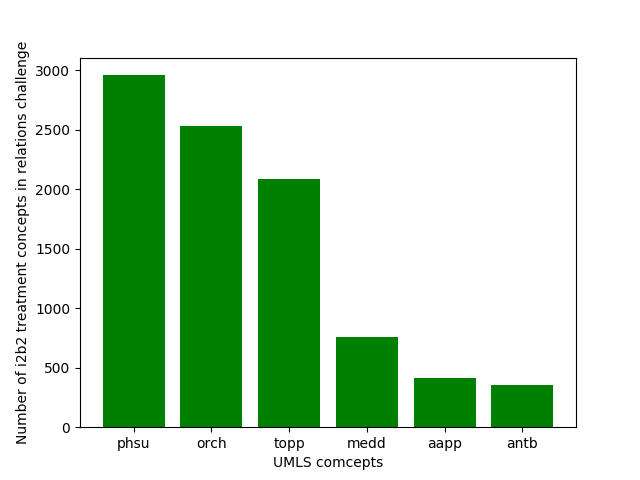 Number of i2b2 treatment concepts in relations challenge
3000
2500
2000
1500
1000
500
0
phsu orch topp medd aapp antb
UMLS comcepts